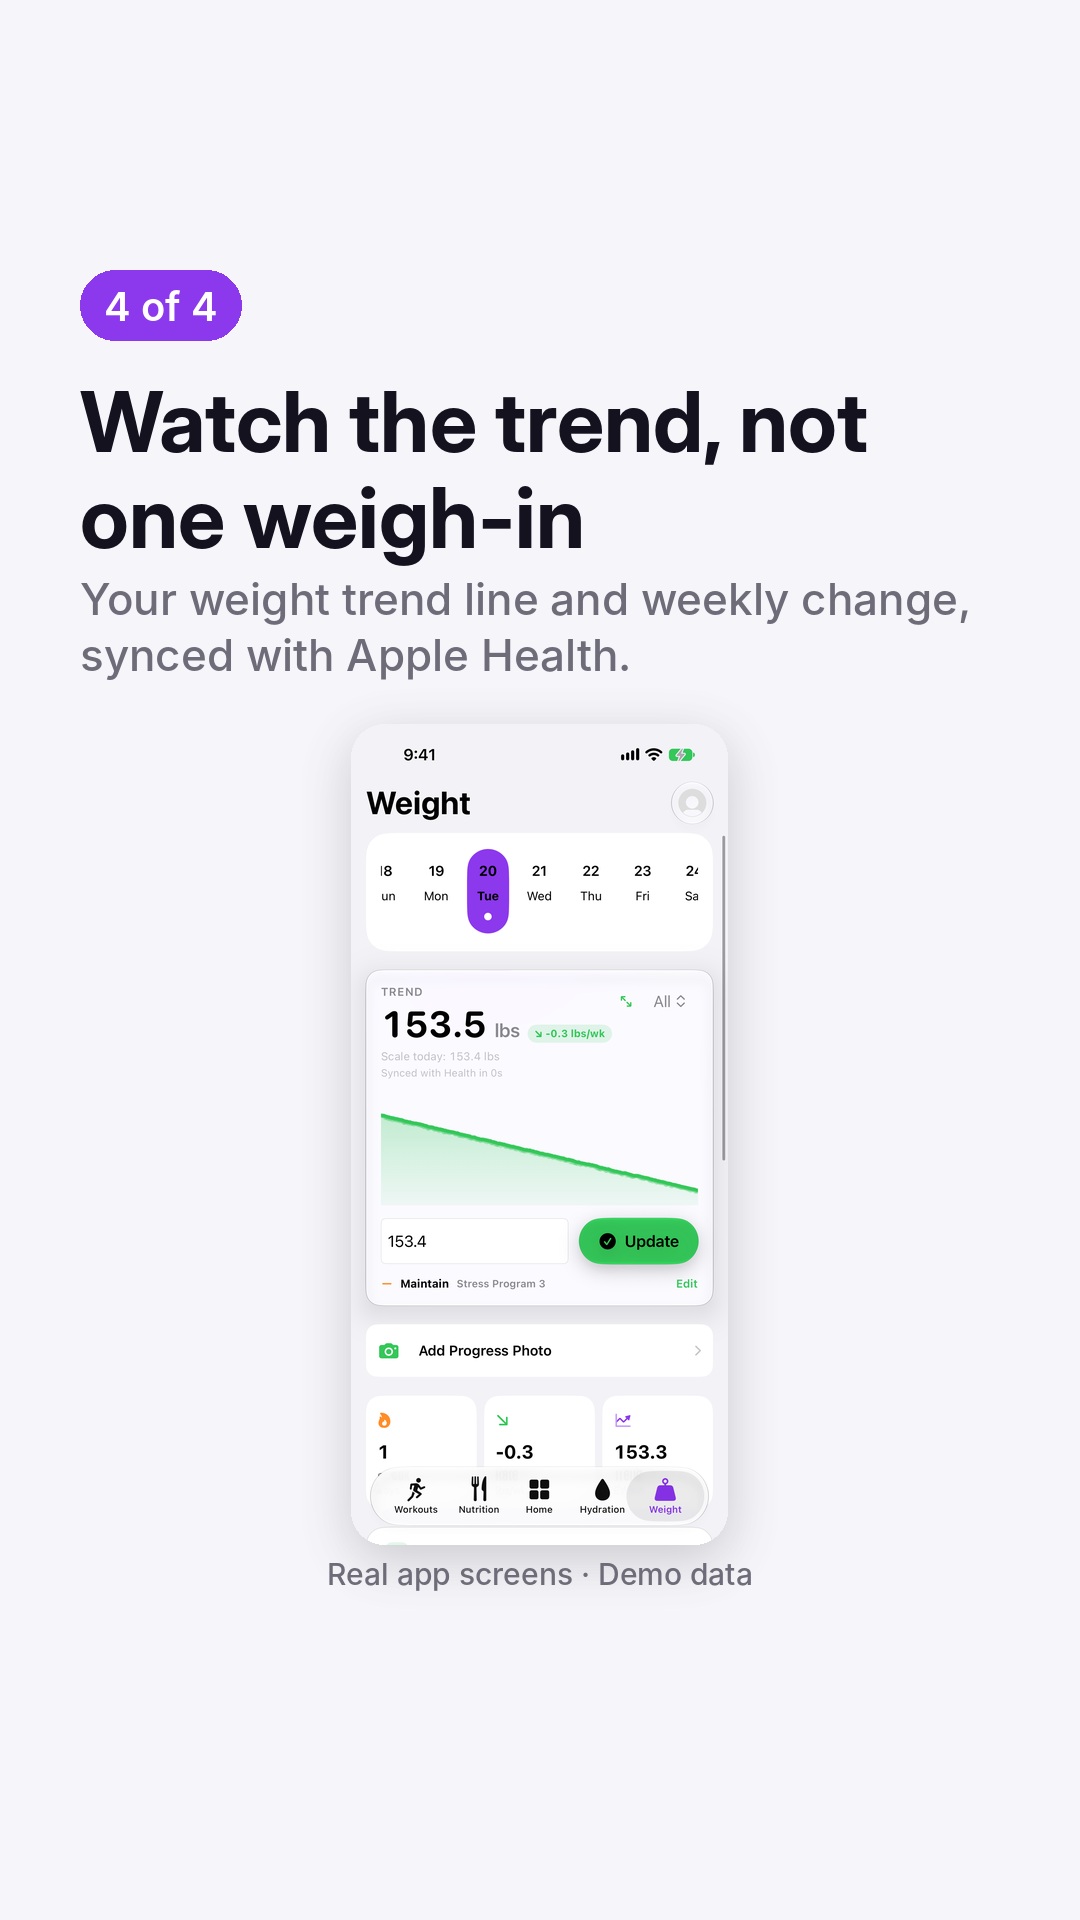 4 of 4
Watch the trend, not
one weigh-in
Your weight trend line and weekly change,
synced with Apple Health.
9:41
Weight
18 19 20 21 22 23 24
un Mon Tue Wed Thu Fri Sa
TREND
All
153.5 lbs -0.3 lbs/wk
Scale today: 153.4 lbs
Synced with Health in 0s
153.4
Update
Maintain Stress Program 3 Edit
Add Progress Photo
1 -0.3 153.3
Workouts Nutrition Home Hydration Weight
Real app screens · Demo data